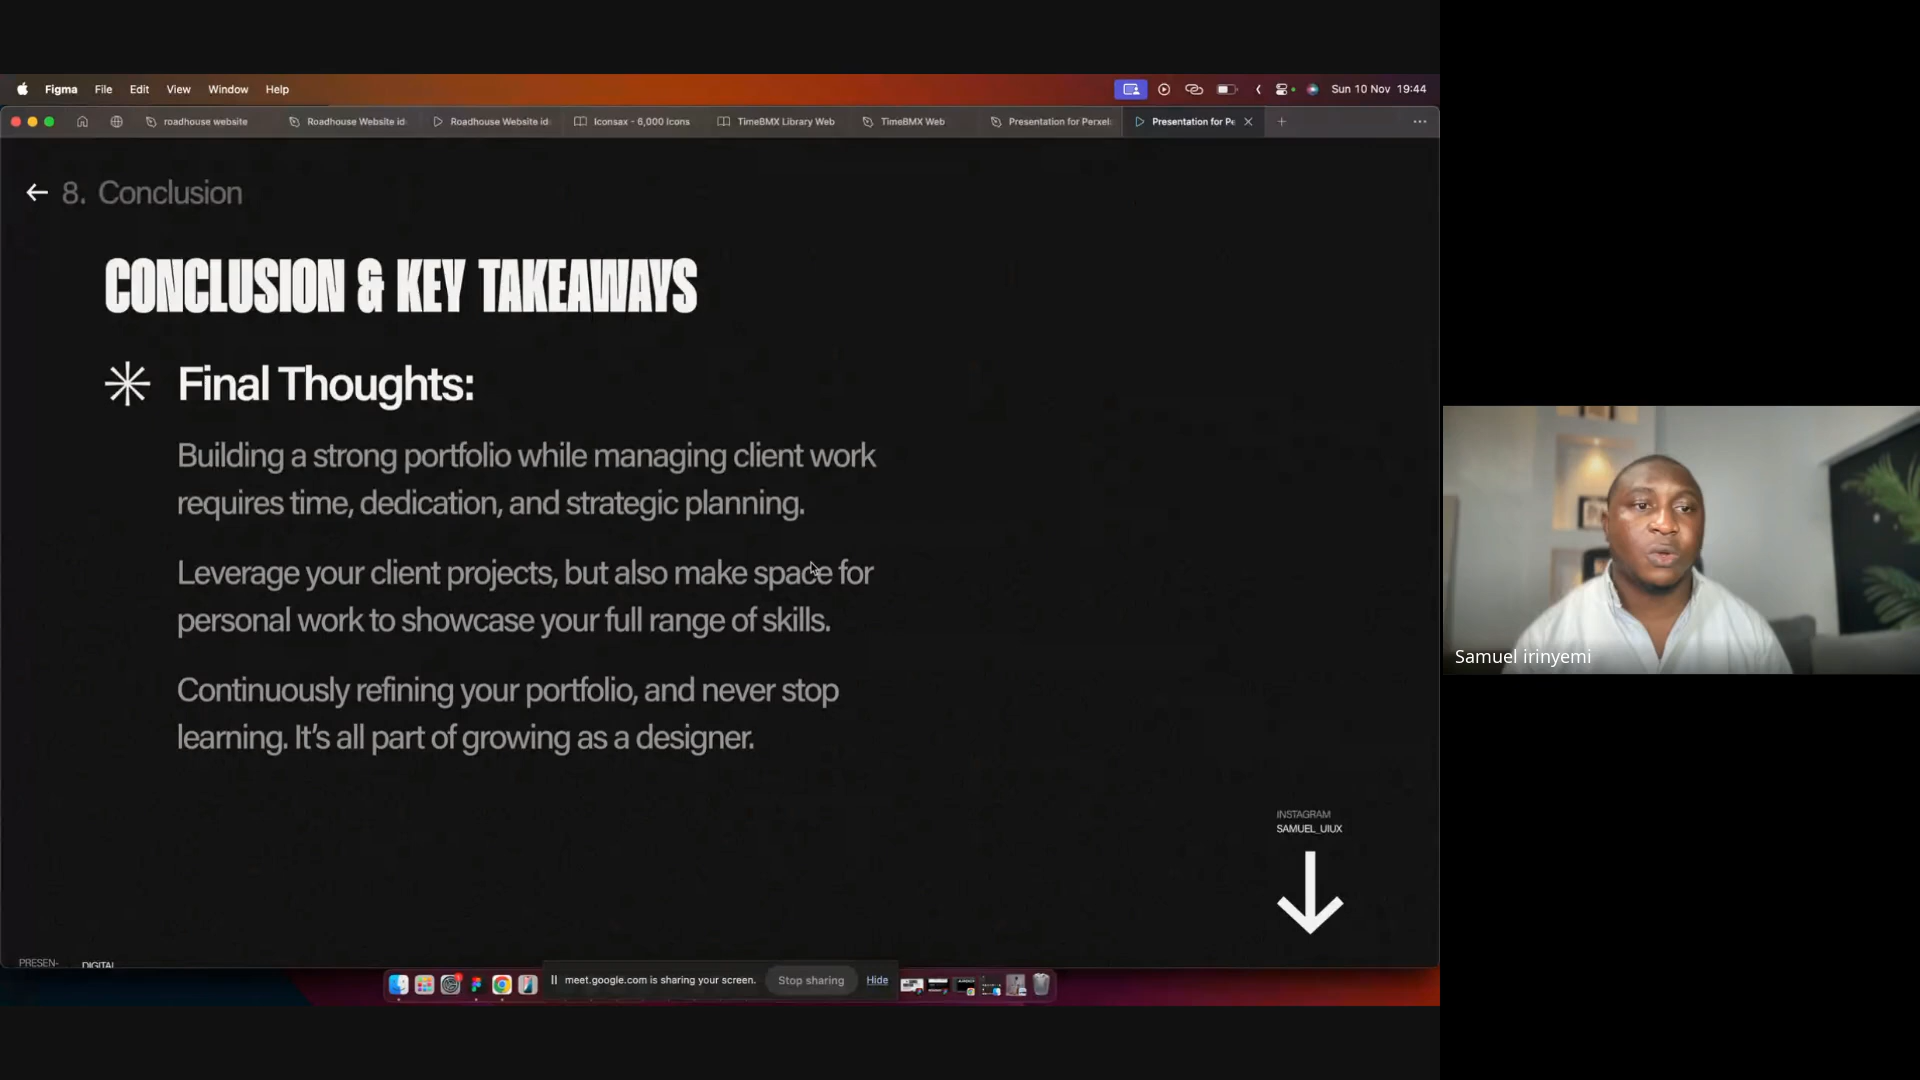 Figma File Edit View Window Help
Sun 10 Nov 19:44
roadhouse website
Roadhouse Website id
Roadhouse Website id
Iconsax - 6,000 Icons
TimeBMX Library Web
TimeBMX Web
Presentation for Perxel
Presentation for Pe
8. Conclusion
CONCLUSION & KEY TAKEAWAYS
Final Thoughts:
Building a strong portfolio while managing client work
requires time, dedication, and strategic planning.
Leverage your client projects, but also make space for
personal work to showcase your full range of skills.
Continuously refining your portfolio, and never stop
learning. It's all part of growing as a designer.
INSTAGRAM
SAMUEL_UIUX
Samuel irinyemi
PRESEN-
DIGITAL
meet.google.com is sharing your screen.
Stop sharing
Hide